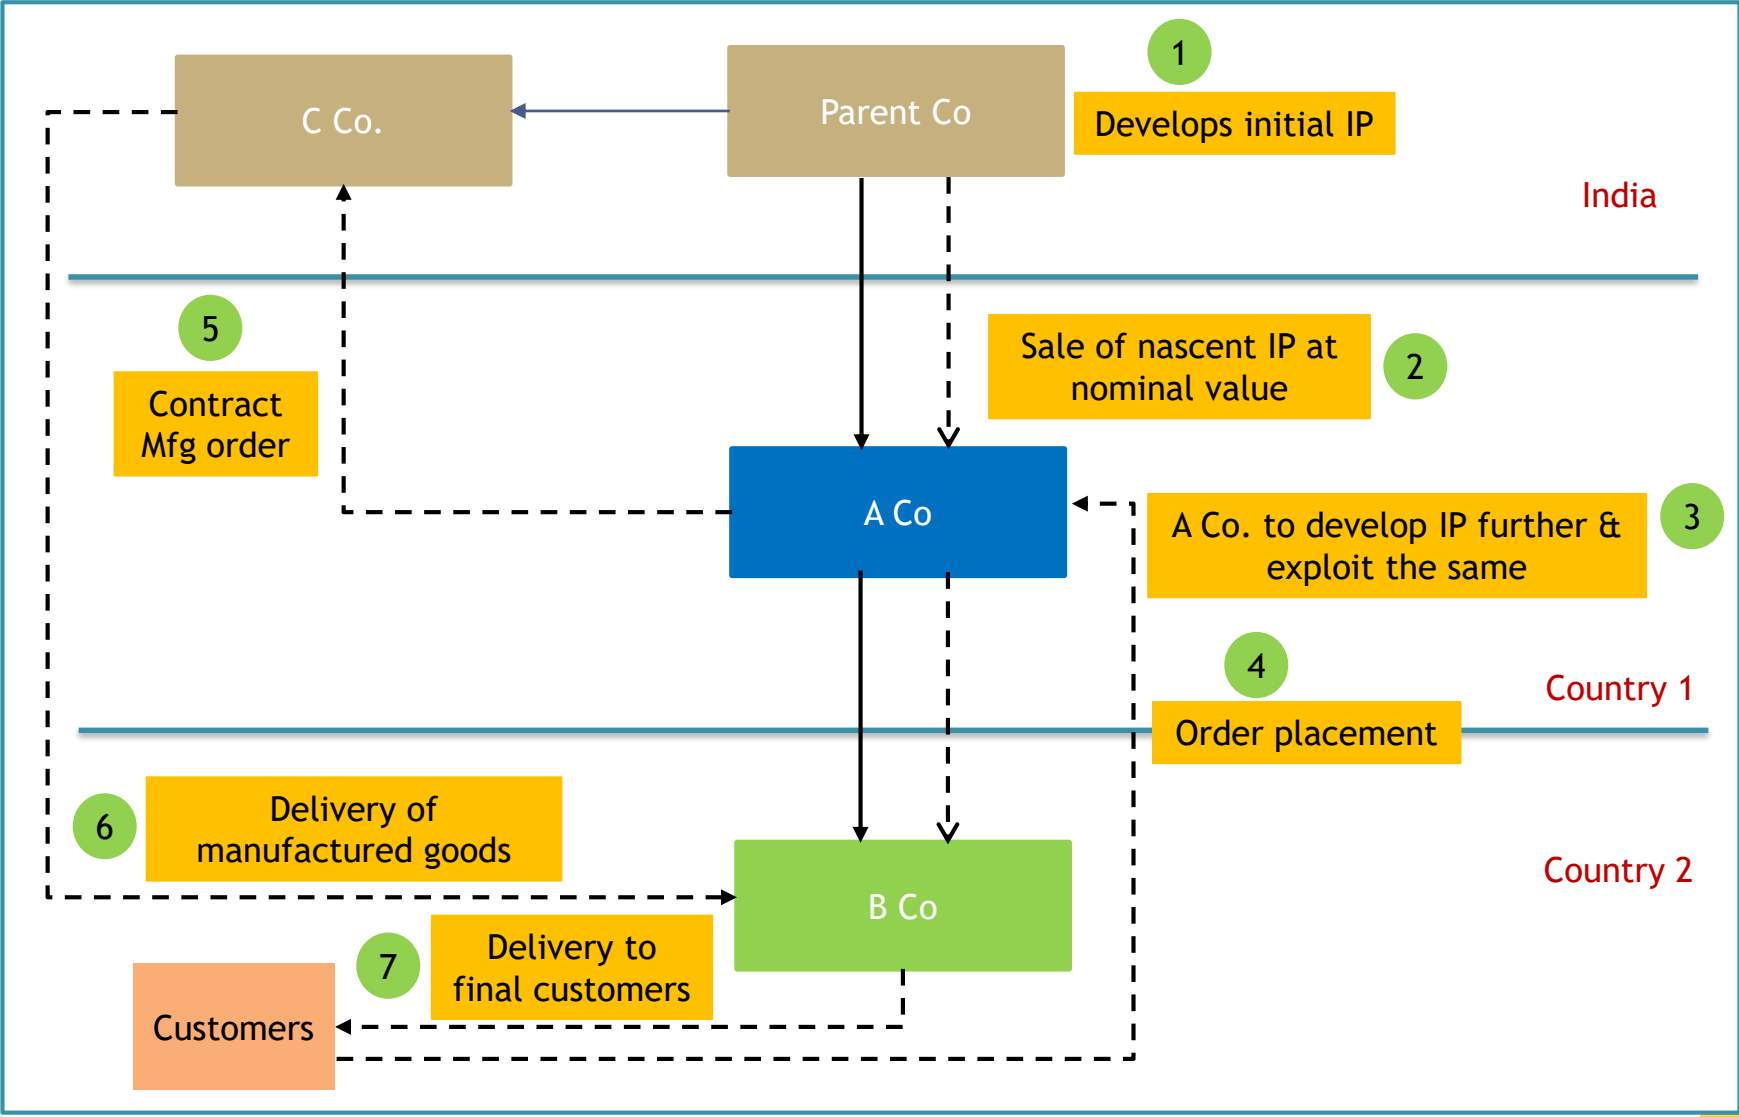 1
C Co.
Parent Co
Develops initial IP
India
5
Contract
Mfg order
Sale of nascent IP at
nominal value
2
A Co
A Co. to develop IP further &
exploit the same
3
4
Country 1
Order placement
6
Delivery of
manufactured goods
Country 2
B Co
7
Delivery to
final customers
Customers